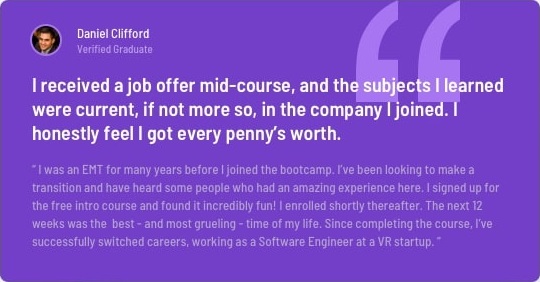 Daniel Clifford
Verified Graduate
I received a job offer mid-course, and the subjects I learned
were current, if not more so, in the company I joined. I
honestly feel I got every penny’s worth.
“ I was an EMT for many years before I joined the bootcamp. I’ve been looking to make a
transition and have heard some people who had an amazing experience here. I signed up for
the free intro course and found it incredibly fun! I enrolled shortly thereafter. The next 12
weeks was the best - and most grueling - time of my life. Since completing the course, I’ve
successfully switched careers, working as a Software Engineer at a VR startup. ”